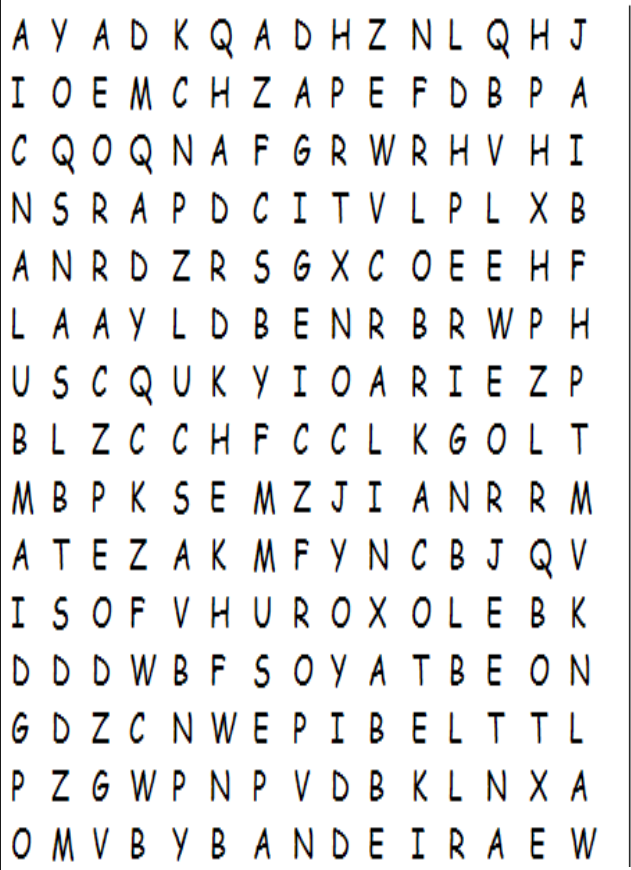 A Y A D K Q A D H Z N L Q H J
I O E M C H Z A P E F D B P A
C Q O Q N A F G R W R H V H I
N S R A P D C I T V L P L X B
A N R D Z R S G X C O E E H F
L A A Y L D B E N R B R W P H
U S C Q U K Y I O A R I E Z P
B L Z C C H F C C L K G O L T
M B P K S E M Z J I A N R R M
A T E Z A K M F Y N C B J Q V
I S O F V H U R O X O L E B K
D D D W B F S O Y A T B E O N
G D Z C N W E P I B E L T T L
P Z G W P N P V D B K L N X A
O M V B Y B A N D E I R A E W